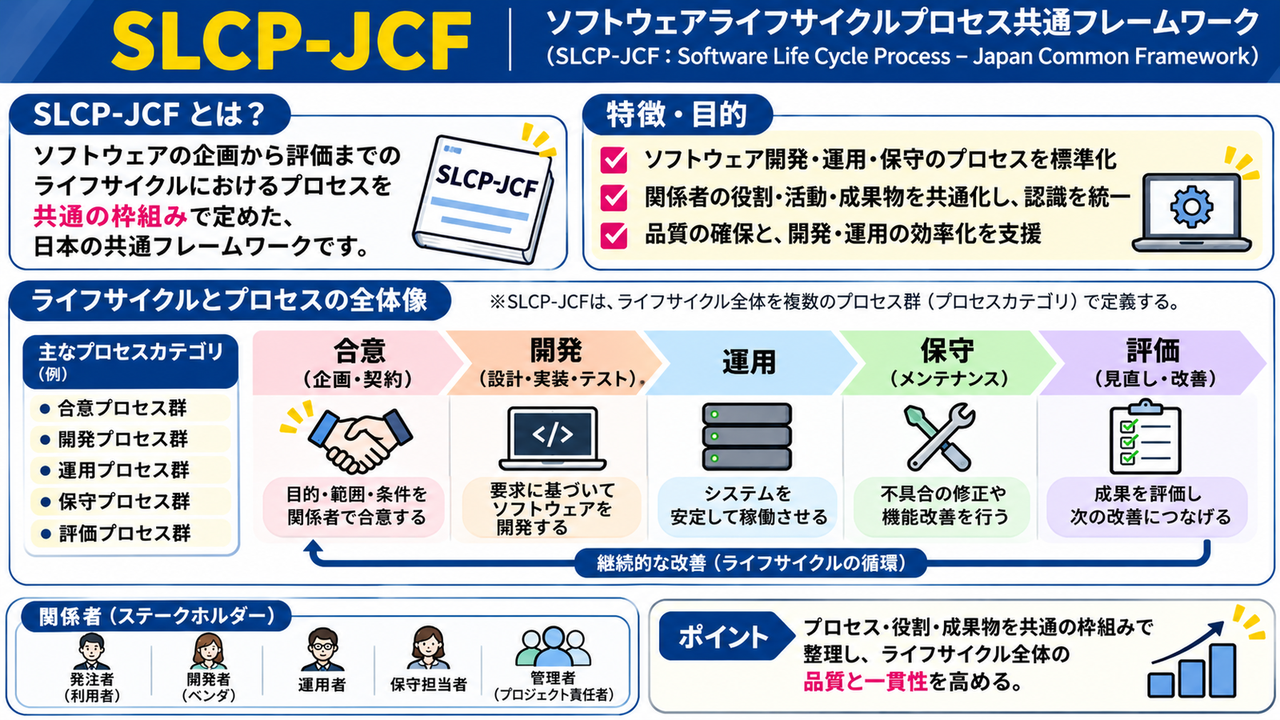 SLCP-JCF
ソフトウェアライフサイクルプロセス共通フレームワーク
（SLCP-JCF：Software Life Cycle Process – Japan Common Framework）
SLCP-JCF とは？
ソフトウェアの企画から評価までの
ライフサイクルにおけるプロセスを
共通の枠組みで定めた、
日本の共通フレームワークです。
SLCP-JCF
特徴・目的
ソフトウェア開発・運用・保守のプロセスを標準化
関係者の役割・活動・成果物を共通化し、認識を統一
品質の確保と、開発・運用の効率化を支援
ライフサイクルとプロセスの全体像
※SLCP-JCFは、ライフサイクル全体を複数のプロセス群（プロセスカテゴリ）で定義する。
主なプロセスカテゴリ
（例）
● 合意プロセス群
● 開発プロセス群
● 運用プロセス群
● 保守プロセス群
● 評価プロセス群
合意
（企画・契約）
目的・範囲・条件を
関係者で合意する
開発
（設計・実装・テスト）
</>
要求に基づいて
ソフトウェアを
開発する
運用
システムを
安定して稼働させる
保守
（メンテナンス）
不具合の修正や
機能改善を行う
評価
（見直し・改善）
成果を評価し
次の改善につなげる
継続的な改善（ライフサイクルの循環）
関係者（ステークホルダー）
発注者
（利用者）
開発者
（ベンダ）
運用者
保守担当者
管理者
（プロジェクト責任者）
ポイント
プロセス・役割・成果物を共通の枠組みで
整理し、ライフサイクル全体の
品質と一貫性を高める。